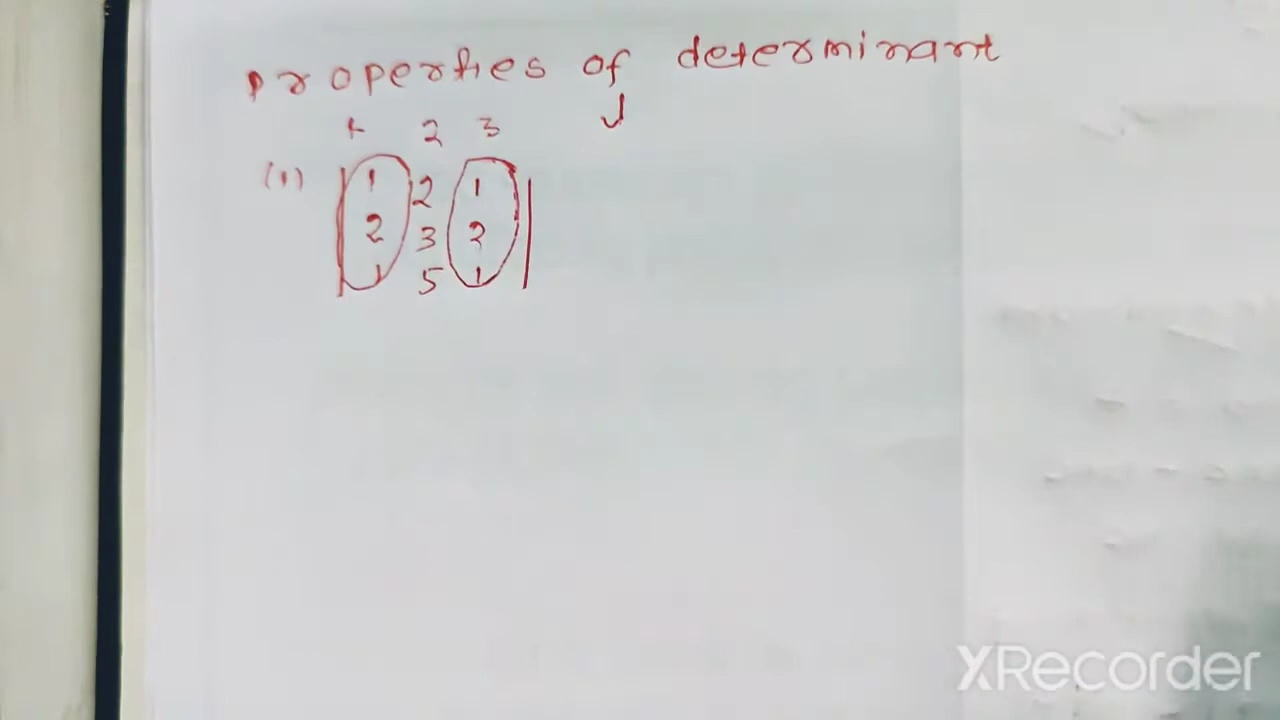 properties of determinant
1 2 3
(1) | 1 2 1 |
2 3 2
1 5 1
XRecorder